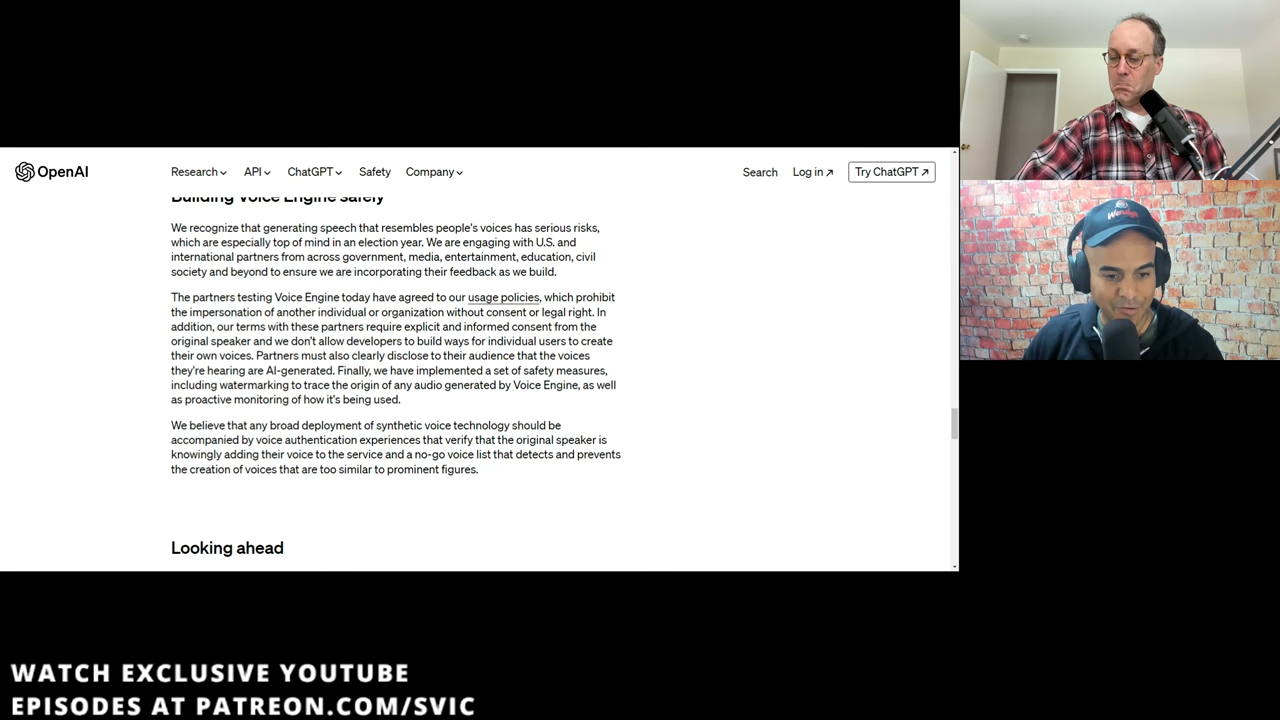 OpenAI
Research
API
ChatGPT
Safety
Company
Search
Log in ↗
Try ChatGPT ↗
Building Voice Engine safely
We recognize that generating speech that resembles people's voices has serious risks,
which are especially top of mind in an election year. We are engaging with U.S. and
international partners from across government, media, entertainment, education, civil
society and beyond to ensure we are incorporating their feedback as we build.
The partners testing Voice Engine today have agreed to our usage policies, which prohibit
the impersonation of another individual or organization without consent or legal right. In
addition, our terms with these partners require explicit and informed consent from the
original speaker and we don't allow developers to build ways for individual users to create
their own voices. Partners must also clearly disclose to their audience that the voices
they're hearing are AI-generated. Finally, we have implemented a set of safety measures,
including watermarking to trace the origin of any audio generated by Voice Engine, as well
as proactive monitoring of how it's being used.
We believe that any broad deployment of synthetic voice technology should be
accompanied by voice authentication experiences that verify that the original speaker is
knowingly adding their voice to the service and a no-go voice list that detects and prevents
the creation of voices that are too similar to prominent figures.
Looking ahead
WATCH EXCLUSIVE YOUTUBE
EPISODES AT PATREON.COM/SVIC